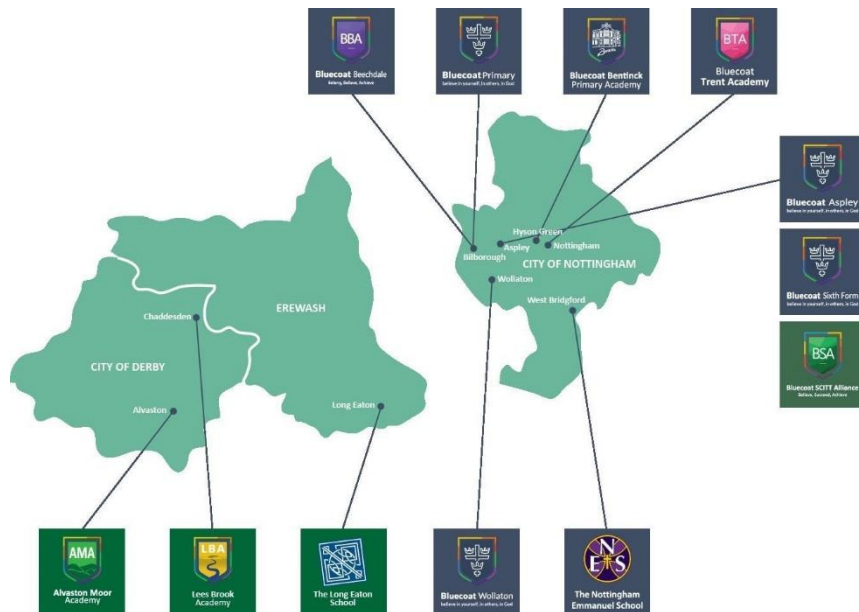 BBA
Bluecoat Beechdale
Believe, Achieve
Bluecoat Primary
believe in yourself, in others, in God
Bluecoat Bentinck
Primary Academy
BTA
Bluecoat
Trent Academy
Bluecoat Aspley
believe in yourself, in others, in God
Hyson Green
Aspley
Nottingham
Bilborough
CITY OF NOTTINGHAM
Wollaton
Bluecoat Sixth Form
believe in yourself, in others, in God
West Bridgford
EREWASH
Chaddesden
BSA
Bluecoat SCITT Alliance
Believe, Succeed, Achieve
CITY OF DERBY
Alvaston
Long Eaton
AMA
Alvaston Moor
Academy
LBA
Lees Brook
Academy
The Long Eaton
School
Bluecoat Wollaton
believe in yourself, in others, in God
N
E S
The Nottingham
Emmanuel School